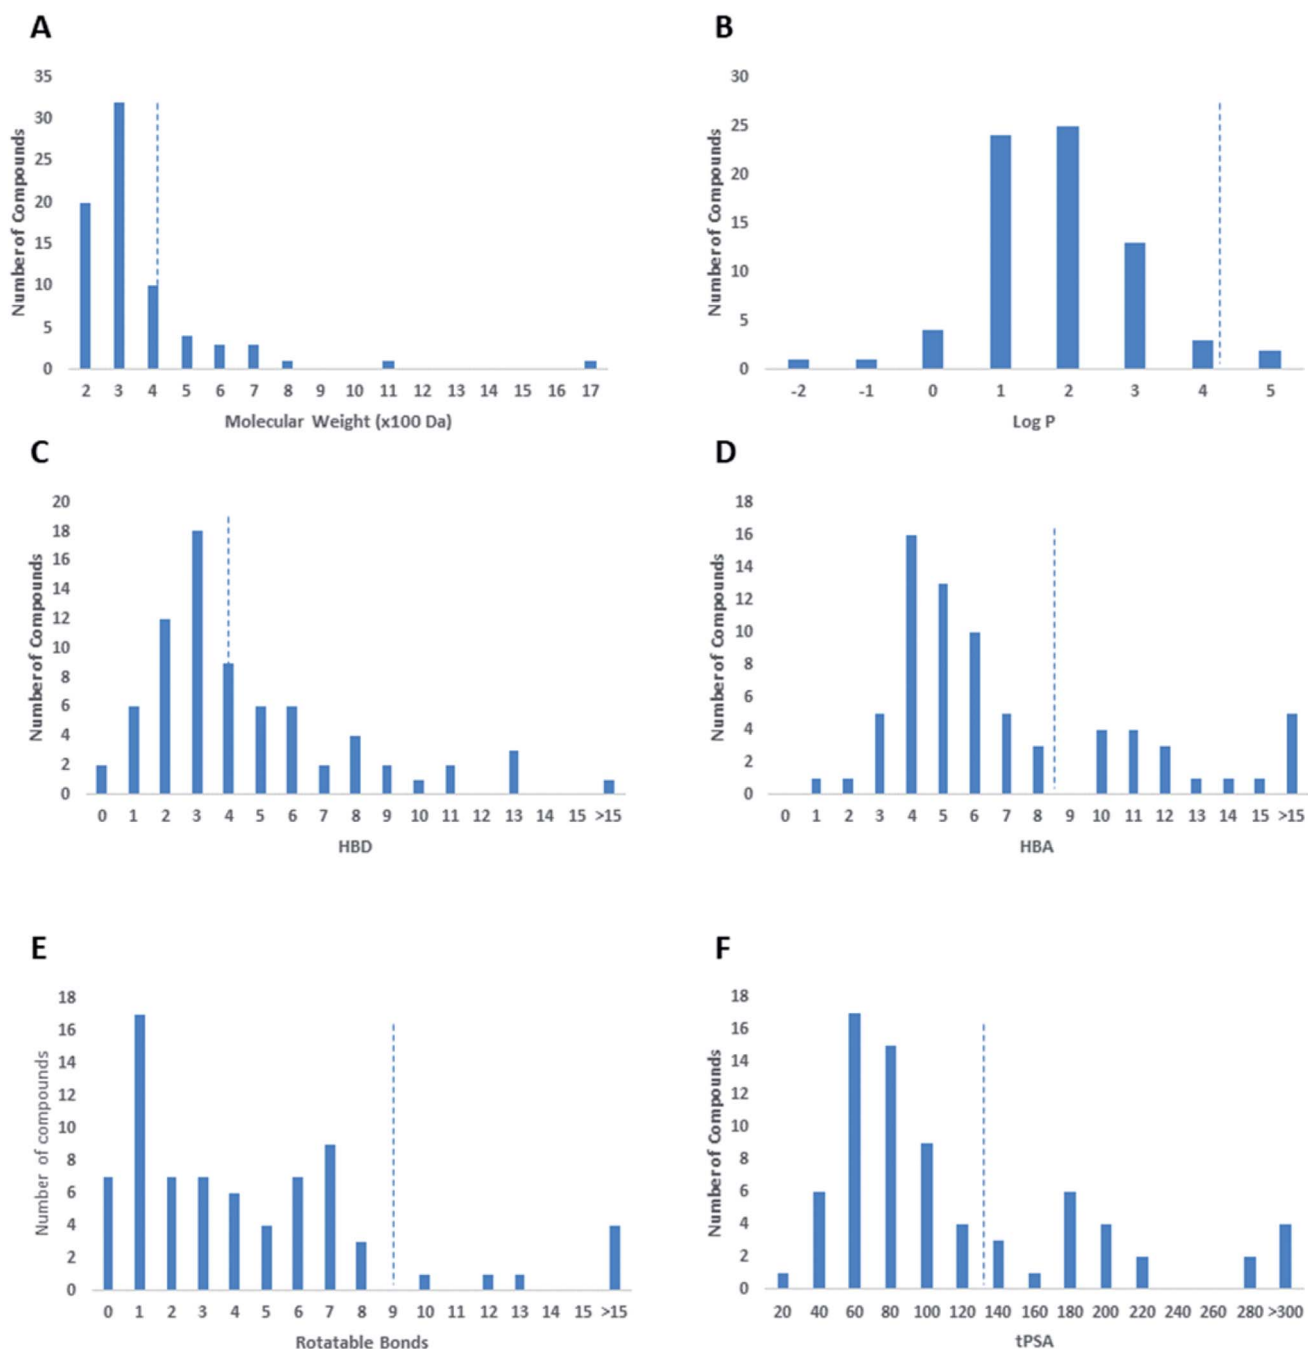 A
35
30
25
20
15
10
5
0
Number of Compounds
2 3 4 5 6 7 8 9 10 11 12 13 14 15 16 17
Molecular Weight (x100 Da)
B
30
25
20
15
10
5
0
Number of Compounds
-2 -1 0 1 2 3 4 5
Log P
C
20
18
16
14
12
10
8
6
4
2
0
Number of Compounds
0 1 2 3 4 5 6 7 8 9 10 11 12 13 14 15 >15
HBD
D
18
16
14
12
10
8
6
4
2
0
Number of Compounds
0 1 2 3 4 5 6 7 8 9 10 11 12 13 14 15 >15
HBA
E
18
16
14
12
10
8
6
4
2
0
Number of compounds
0 1 2 3 4 5 6 7 8 9 10 11 12 13 14 15 >15
Rotatable Bonds
F
18
16
14
12
10
8
6
4
2
0
Number of Compounds
20 40 60 80 100 120 140 160 180 200 220 240 260 280 >300
tPSA